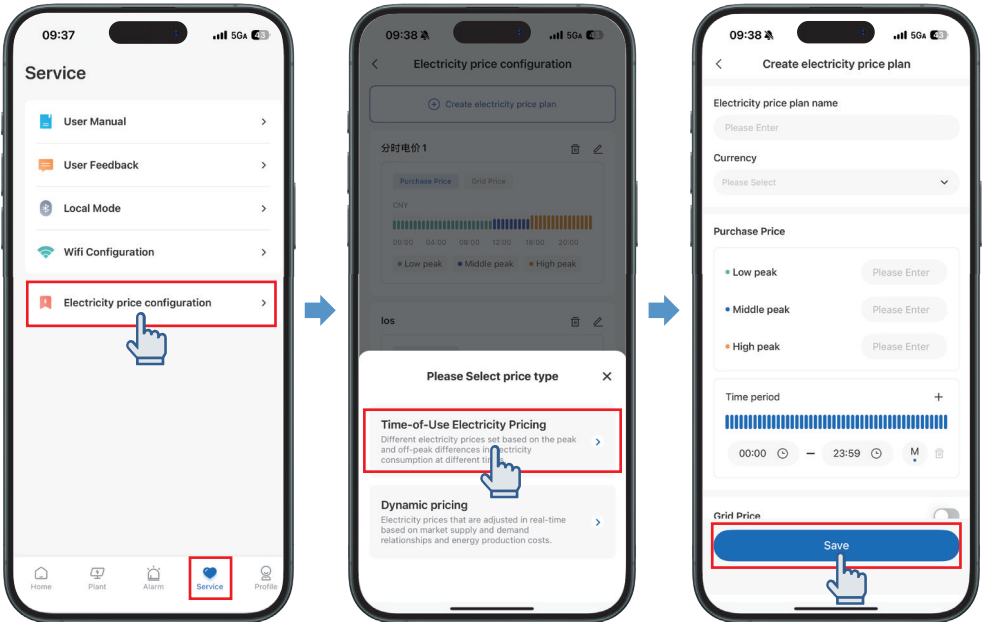 09:37
5GA 43
Service
User Manual
User Feedback
Local Mode
Wifi Configuration
Electricity price configuration
Home
Plant
Alarm
Service
Profile
09:38
5GA 43
Electricity price configuration
Create electricity price plan
分时电价1
Purchase Price Grid Price
CNY
00:00 04:00 08:00 12:00 16:00 20:00
Low peak Middle peak High peak
Ios
Please Select price type
Time-of-Use Electricity Pricing
Different electricity prices set based on the peak
and off-peak differences in electricity
consumption at different
Dynamic pricing
Electricity prices that are adjusted in real-time
based on market supply and demand
relationships and energy production costs.
09:38
5GA 43
Create electricity price plan
Electricity price plan name
Please Enter
Currency
Please Select
Purchase Price
Low peak Please Enter
Middle peak Please Enter
High peak Please Enter
Time period +
00:00 – 23:59 M
Grid Price
Save